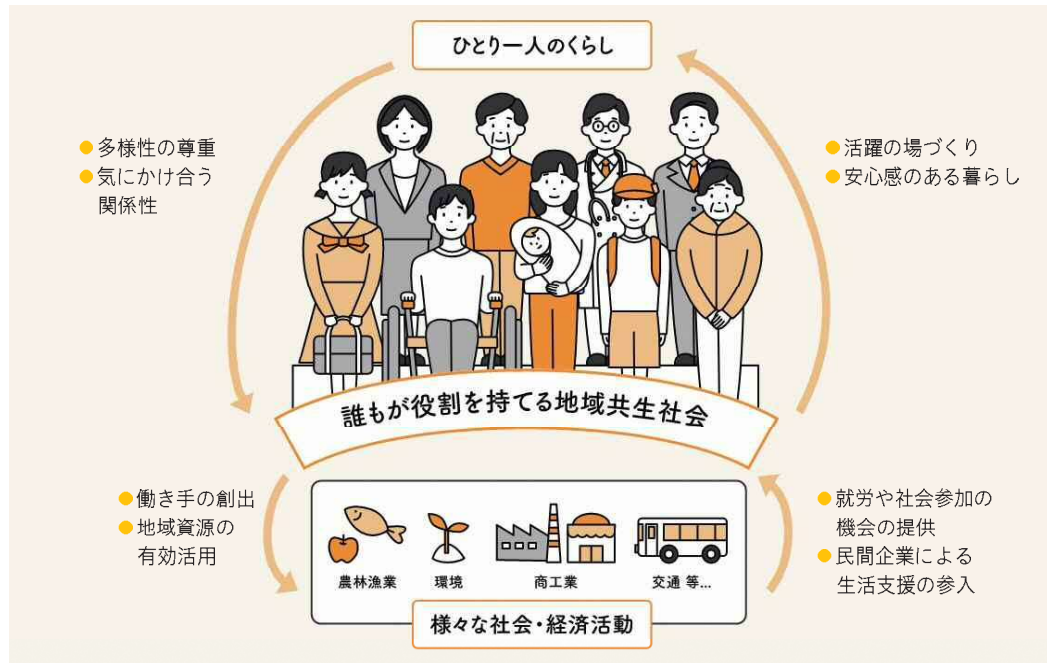 ひとり一人のくらし
●多様性の尊重
●気にかけ合う
関係性
●活躍の場づくり
●安心感のある暮らし
誰もが役割を持てる地域共生社会
●働き手の創出
●地域資源の
有効活用
●就労や社会参加の
機会の提供
●民間企業による
生活支援の参入
農林漁業 環境 商工業 交通 等...
様々な社会・経済活動